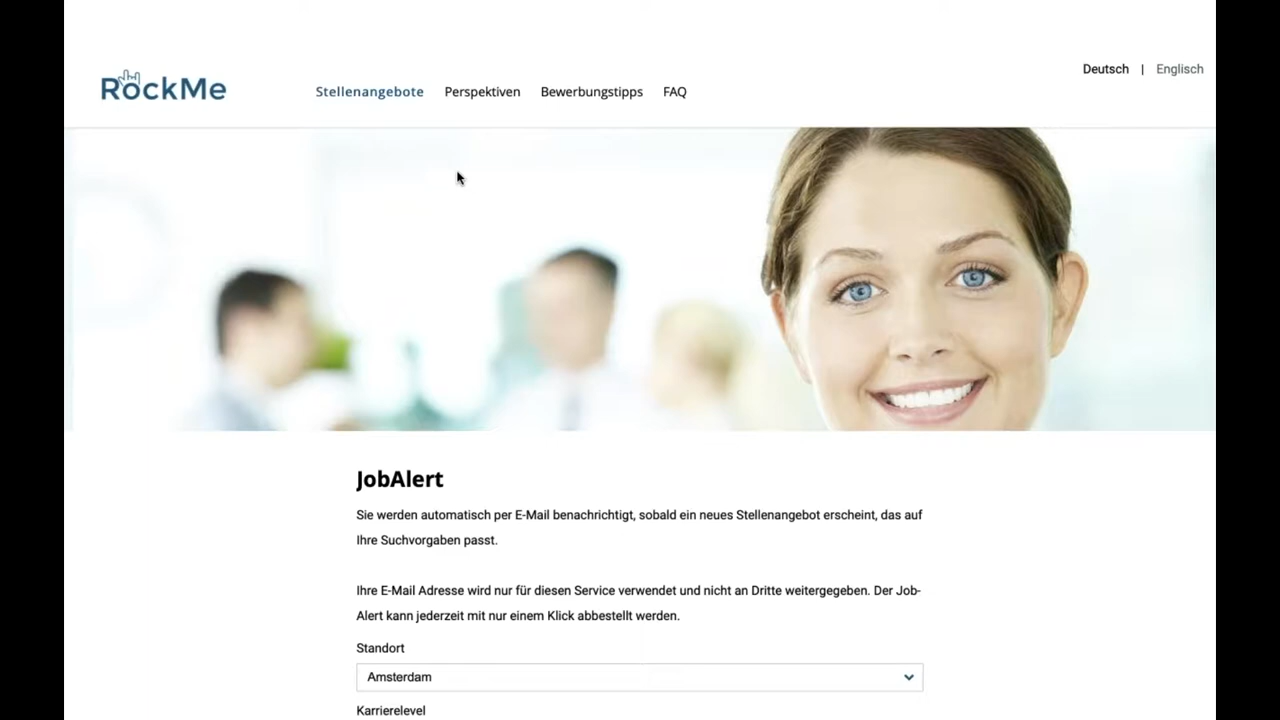 RockMe
Stellenangebote Perspektiven Bewerbungstipps FAQ
Deutsch | Englisch
JobAlert
Sie werden automatisch per E-Mail benachrichtigt, sobald ein neues Stellenangebot erscheint, das auf
Ihre Suchvorgaben passt.
Ihre E-Mail Adresse wird nur für diesen Service verwendet und nicht an Dritte weitergegeben. Der Job-
Alert kann jederzeit mit nur einem Klick abbestellt werden.
Standort
Amsterdam
Karrierelevel